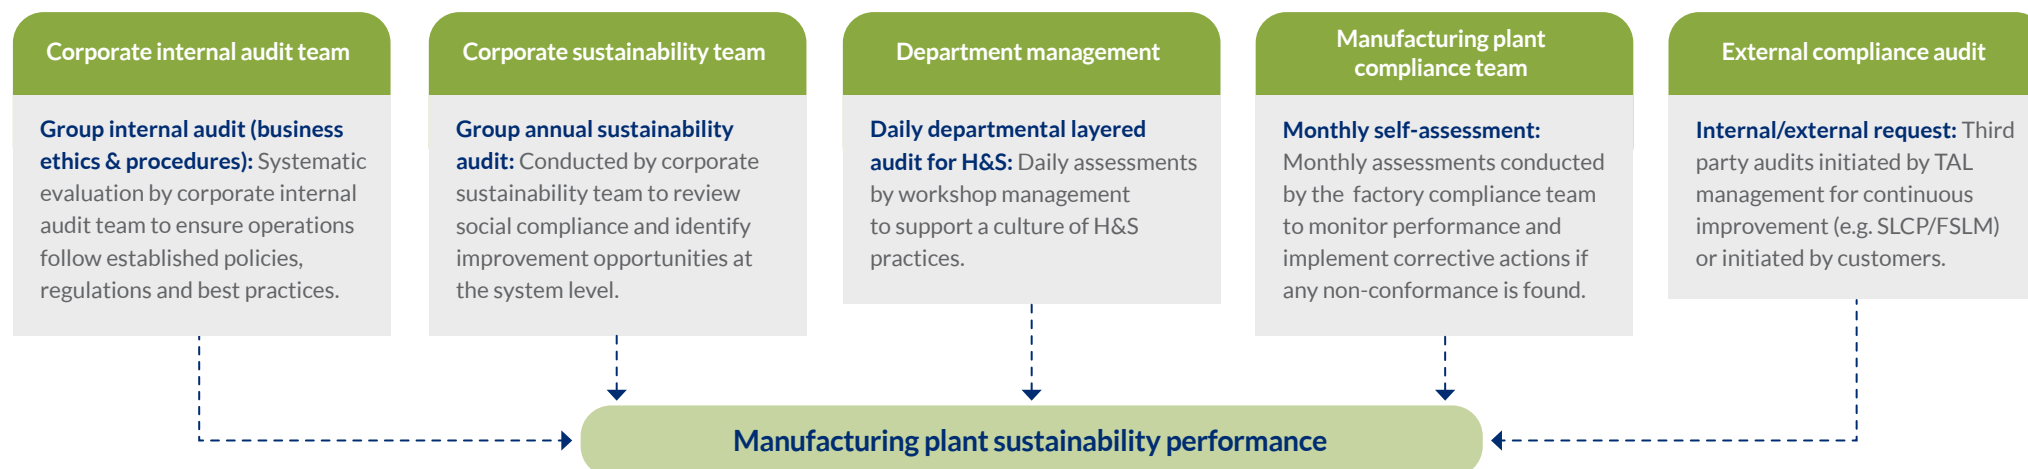 Corporate internal audit team
Group internal audit (business
ethics & procedures): Systematic
evaluation by corporate internal
audit team to ensure operations
follow established policies,
regulations and best practices.
Corporate sustainability team
Group annual sustainability
audit: Conducted by corporate
sustainability team to review
social compliance and identify
improvement opportunities at
the system level.
Department management
Daily departmental layered
audit for H&S: Daily assessments
by workshop management
to support a culture of H&S
practices.
Manufacturing plant
compliance team
Monthly self-assessment:
Monthly assessments conducted
by the factory compliance team
to monitor performance and
implement corrective actions if
any non-conformance is found.
External compliance audit
Internal/external request: Third
party audits initiated by TAL
management for continuous
improvement (e.g. SLCP/FSLM)
or initiated by customers.
Manufacturing plant sustainability performance